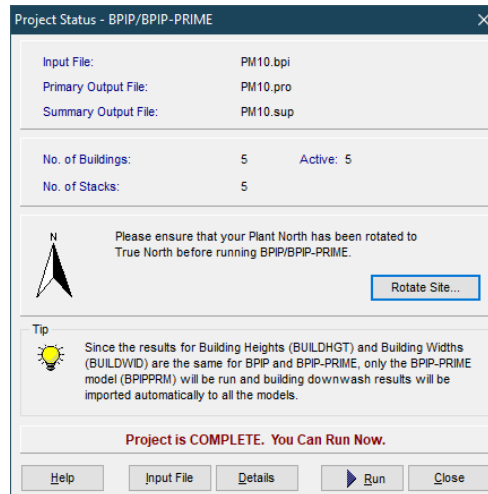 Project Status - BPIP/BPIP-PRIME
Input File: PM10.bpi
Primary Output File: PM10.pro
Summary Output File: PM10.sup
No. of Buildings: 5 Active: 5
No. of Stacks: 5
N
Please ensure that your Plant North has been rotated to
True North before running BPIP/BPIP-PRIME.
Rotate Site...
Tip
Since the results for Building Heights (BUILDHGT) and Building Widths
(BUILDWID) are the same for BPIP and BPIP-PRIME, only the BPIP-PRIME
model (BPIPPRM) will be run and building downwash results will be
imported automatically to all the models.
Project is COMPLETE. You Can Run Now.
Help Input File Details Run Close